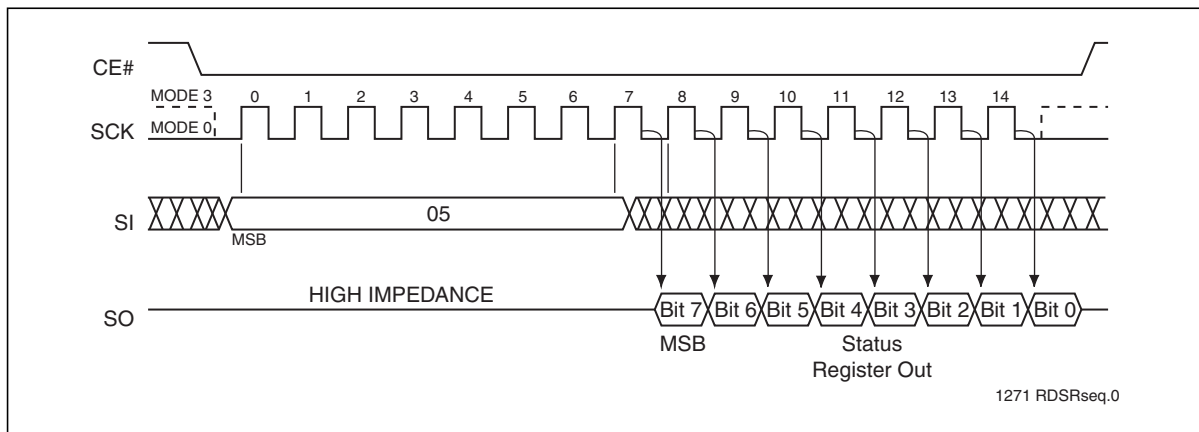 CE#
MODE 3 0 1 2 3 4 5 6 7 8 9 10 11 12 13 14
SCK MODE 0
SI 05
MSB
HIGH IMPEDANCE
SO Bit 7 Bit 6 Bit 5 Bit 4 Bit 3 Bit 2 Bit 1 Bit 0
MSB Status
Register Out
1271 RDSRseq.0